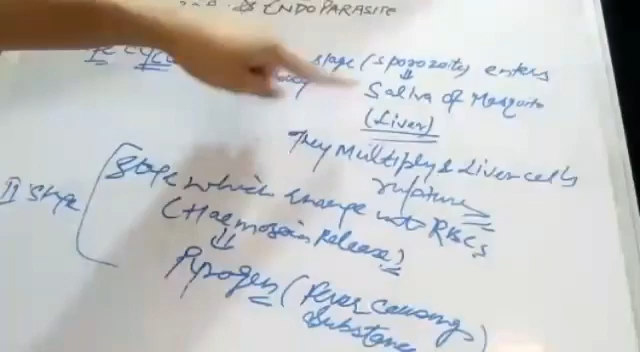 ENDOPARASITE
stage (sporozoite) enters
Saliva of Mosquito
(Liver)
They Multiply & Liver cells
rupture
II stage
stage which change into RBCs
(Haemozoin Release)
Pyrogen (fever causing
Substance)